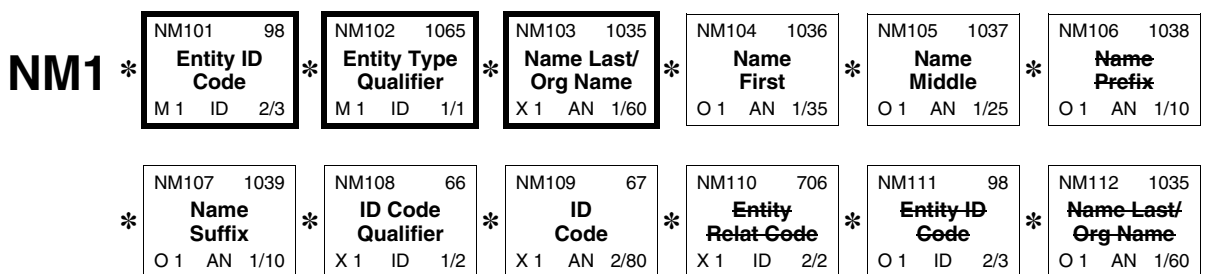 NM101 98 NM102 1065 NM103 1035 NM104 1036 NM105 1037 NM106 1038
NM1 * Entity ID * Entity Type * Name Last/ * Name * Name * Name
Code Qualifier Org Name First Middle Prefix
M 1 ID 2/3 M 1 ID 1/1 X 1 AN 1/60 O 1 AN 1/35 O 1 AN 1/25 O 1 AN 1/10
NM107 1039 NM108 66 NM109 67 NM110 706 NM111 98 NM112 1035
* Name * ID Code * ID * Entity * Entity ID * Name Last/
Suffix Qualifier Code Relat Code Code Org Name
O 1 AN 1/10 X 1 ID 1/2 X 1 AN 2/80 X 1 ID 2/2 O 1 ID 2/3 O 1 AN 1/60